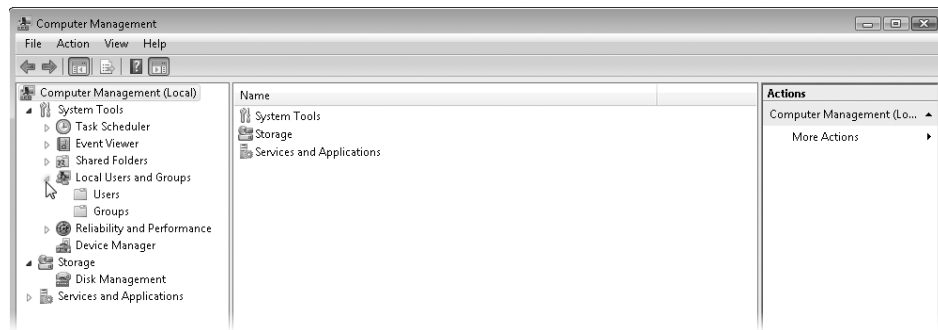 Computer Management
File Action View Help
Computer Management (Local)
System Tools
Task Scheduler
Event Viewer
Shared Folders
Local Users and Groups
Users
Groups
Reliability and Performance
Device Manager
Storage
Disk Management
Services and Applications
Name
System Tools
Storage
Services and Applications
Actions
Computer Management (Lo...
More Actions